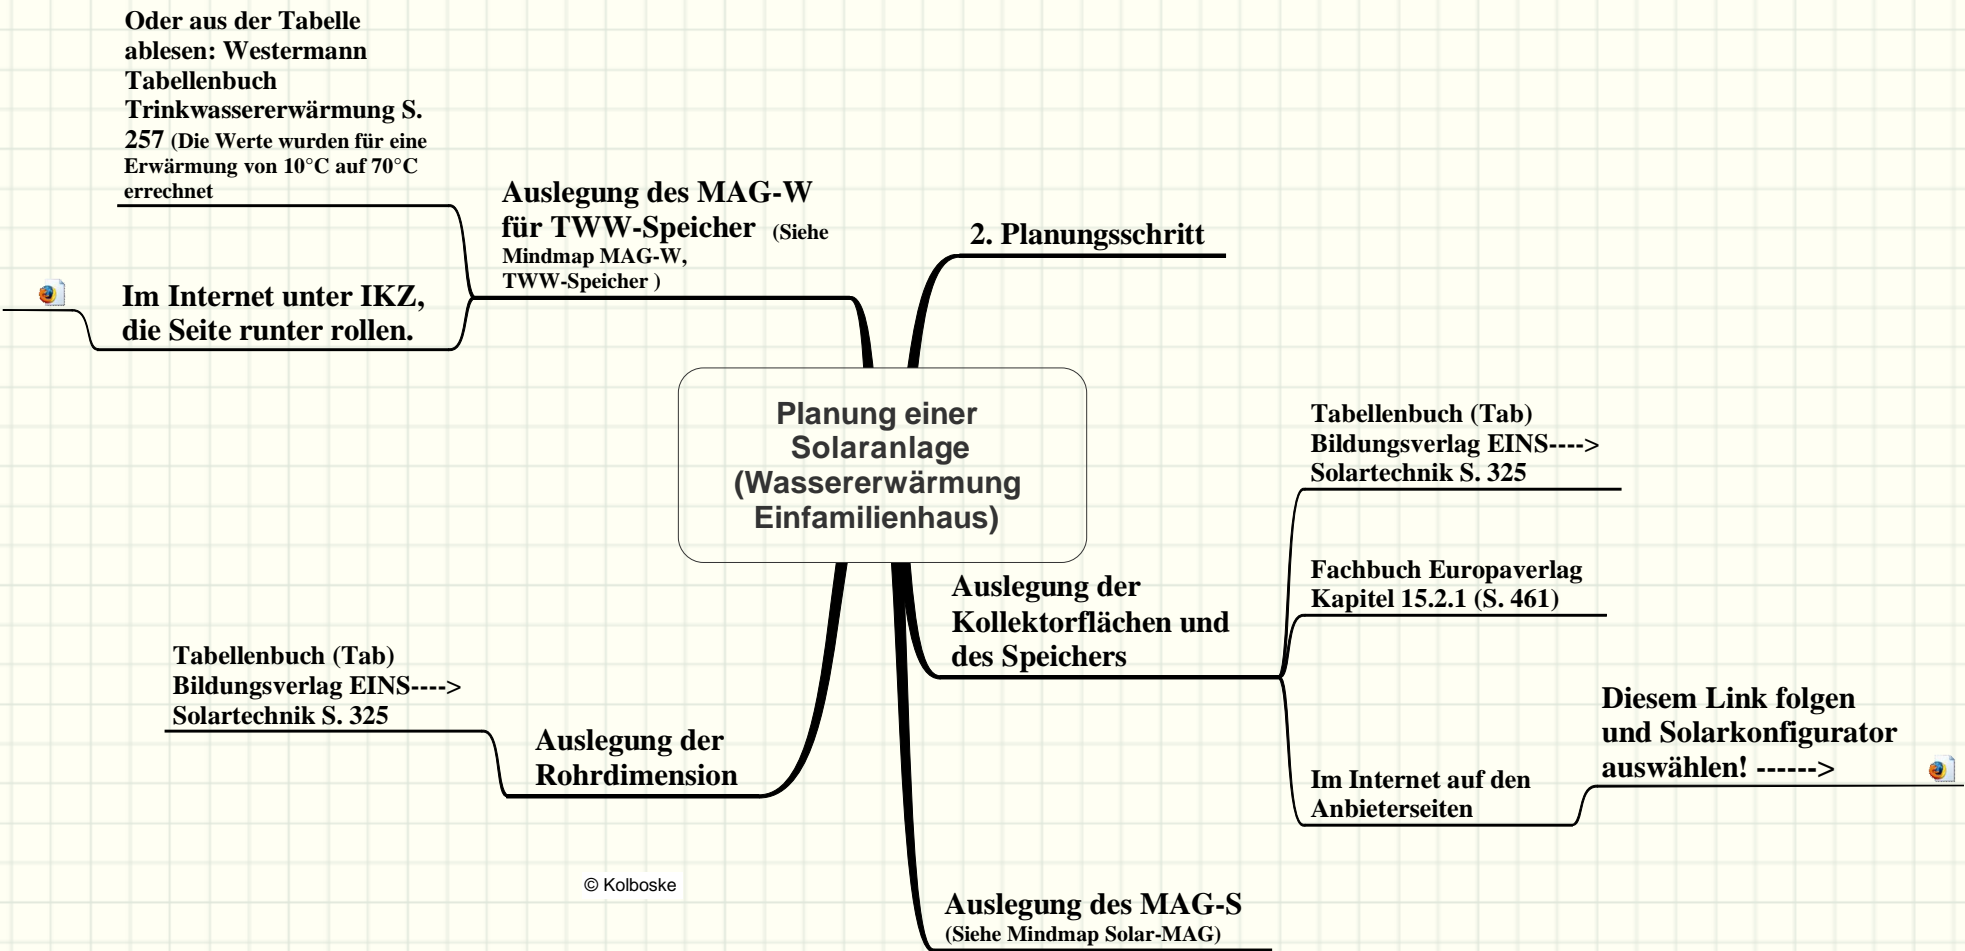 Oder aus der Tabelle
ablesen: Westermann
Tabellenbuch
Trinkwassererwärmung S.
257 (Die Werte wurden für eine
Erwärmung von 10°C auf 70°C
errechnet
Im Internet unter IKZ,
die Seite runter rollen.
Auslegung des MAG-W
für TWW-Speicher (Siehe
Mindmap MAG-W,
TWW-Speicher )
2. Planungsschritt
Planung einer
Solaranlage
(Wassererwärmung
Einfamilienhaus)
Tabellenbuch (Tab)
Bildungsverlag EINS---->
Solartechnik S. 325
Fachbuch Europaverlag
Kapitel 15.2.1 (S. 461)
Auslegung der
Kollektorflächen und
des Speichers
Im Internet auf den
Anbieterseiten
Diesem Link folgen
und Solarkonfigurator
auswählen! ------>
Tabellenbuch (Tab)
Bildungsverlag EINS---->
Solartechnik S. 325
Auslegung der
Rohrdimension
© Kolboske
Auslegung des MAG-S
(Siehe Mindmap Solar-MAG)